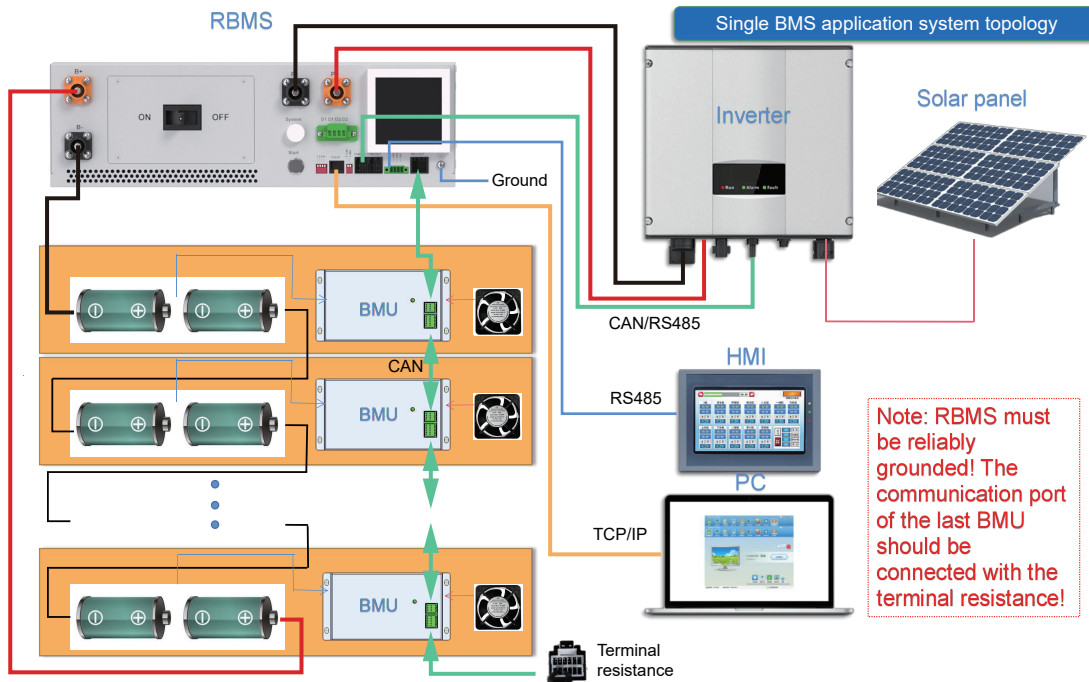 RBMS
Single BMS application system topology
B+
B-
ON
OFF
System
Start
Inverter
Run
Alarm
Fault
Solar panel
Ground
BMU
CAN/RS485
CAN
BMU
HMI
RS485
Note: RBMS must
be reliably
grounded! The
communication port
of the last BMU
should be
connected with the
terminal resistance!
PC
TCP/IP
BMU
Terminal
resistance